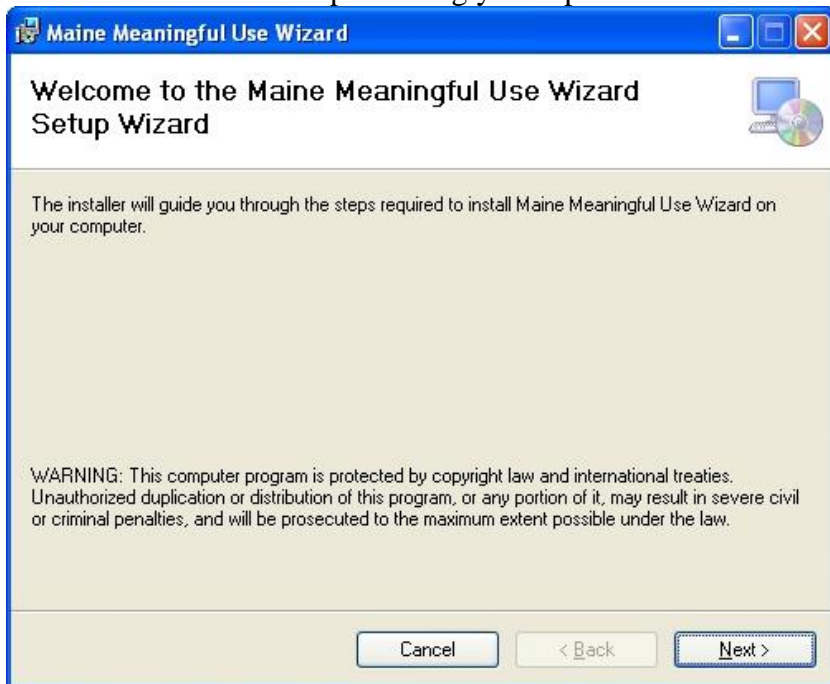 Maine Meaningful Use Wizard
Welcome to the Maine Meaningful Use Wizard
Setup Wizard
The installer will guide you through the steps required to install Maine Meaningful Use Wizard on
your computer.
WARNING: This computer program is protected by copyright law and international treaties.
Unauthorized duplication or distribution of this program, or any portion of it, may result in severe civil
or criminal penalties, and will be prosecuted to the maximum extent possible under the law.
Cancel
< Back
Next >